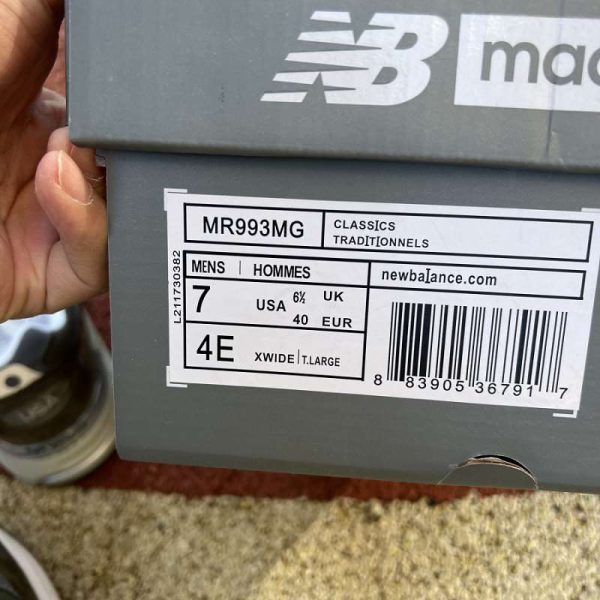 NB
MR993MG
CLASSICS
TRADITIONNELS
MENS | HOMMES
newbalance.com
7
USA 6½ UK
40 EUR
4E
XWIDE | T.LARGE
8 83905 36791 7
L211730382
USA